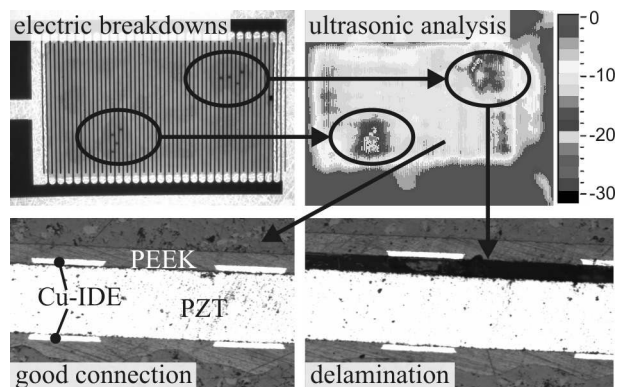 electric breakdowns
ultrasonic analysis
-0
-10
-20
-30
PEEK
Cu-IDE
PZT
good connection
delamination